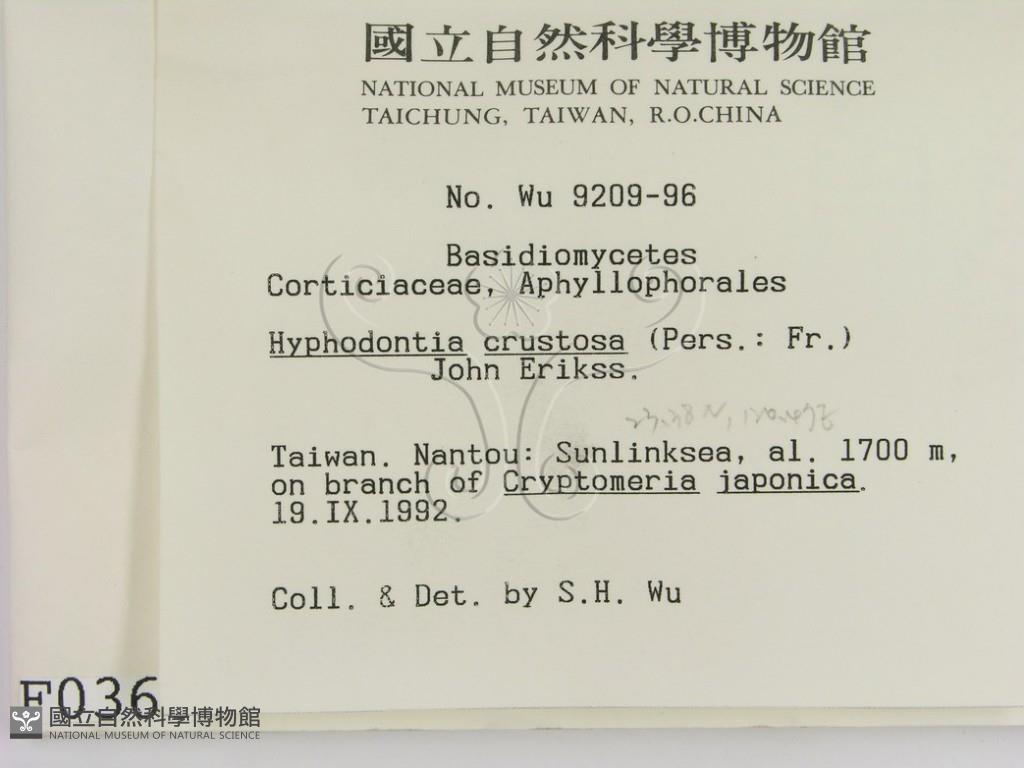 國立自然科學博物館
NATIONAL MUSEUM OF NATURAL SCIENCE
TAICHUNG, TAIWAN, R.O.CHINA
No. Wu 9209-96
Basidiomycetes
Corticiaceae, Aphyllophorales
Hyphodontia crustosa (Pers.: Fr.)
John Erikss.
Taiwan. Nantou: Sunlinksea, al. 1700 m,
on branch of Cryptomeria japonica.
19.IX.1992.
Coll. & Det. by S.H. Wu
F036
國立自然科學博物館
NATIONAL MUSEUM OF NATURAL SCIENCE